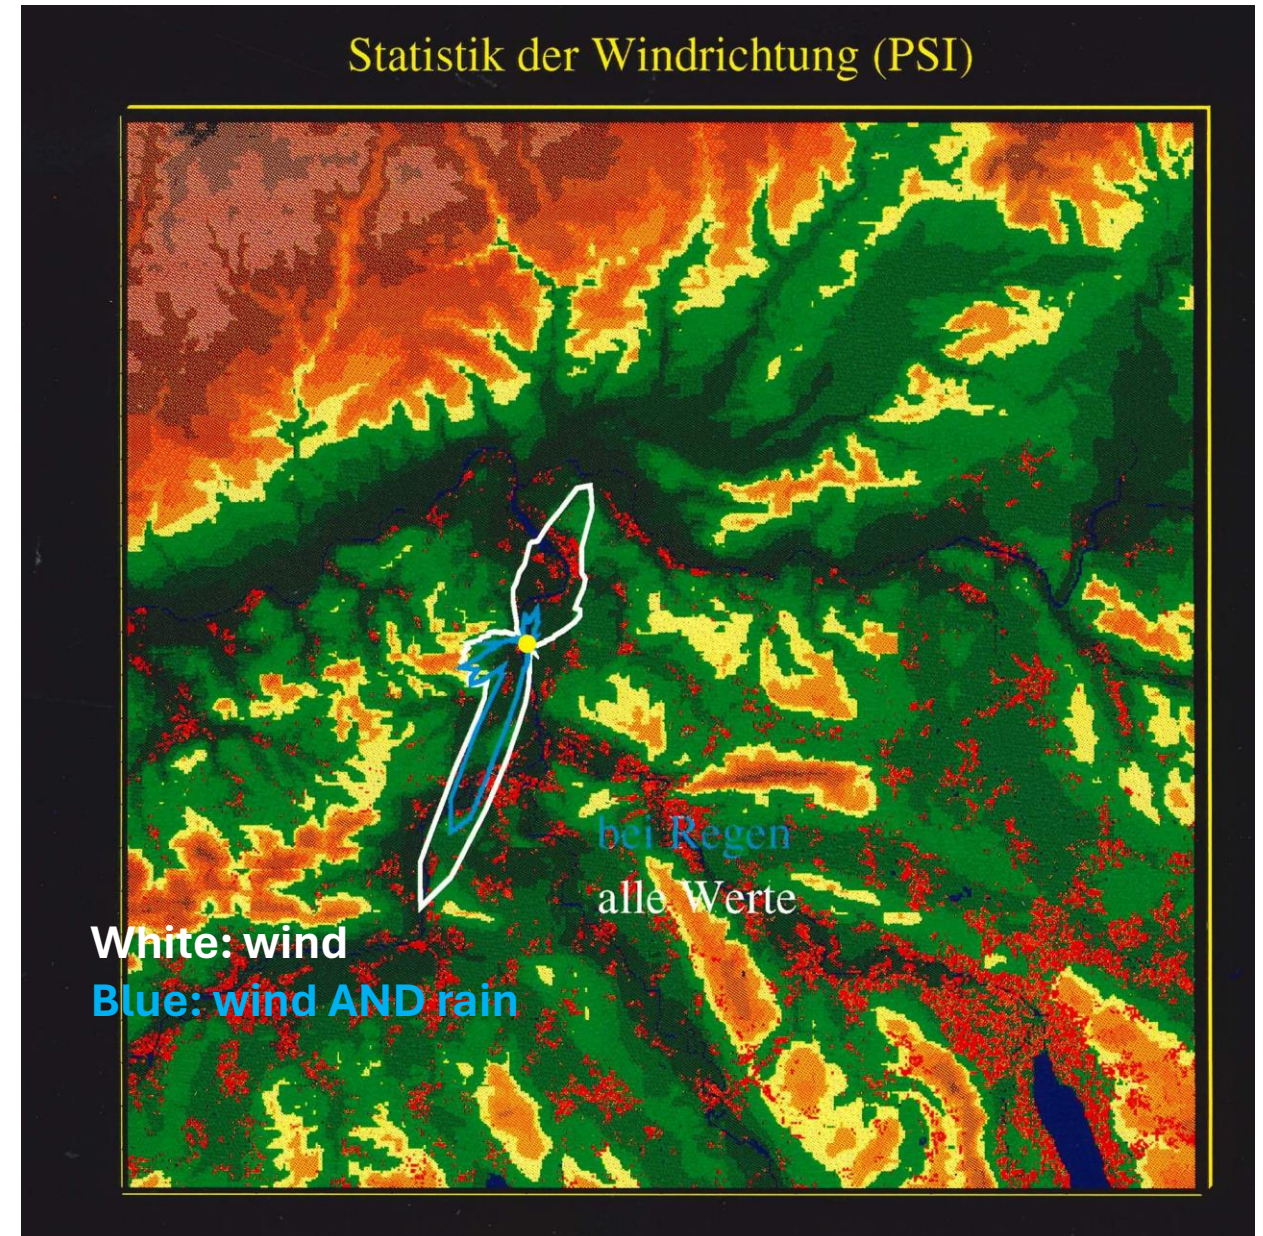 Statistik der Windrichtung (PSI)
bei Regen
alle Werte
White: wind
Blue: wind AND rain